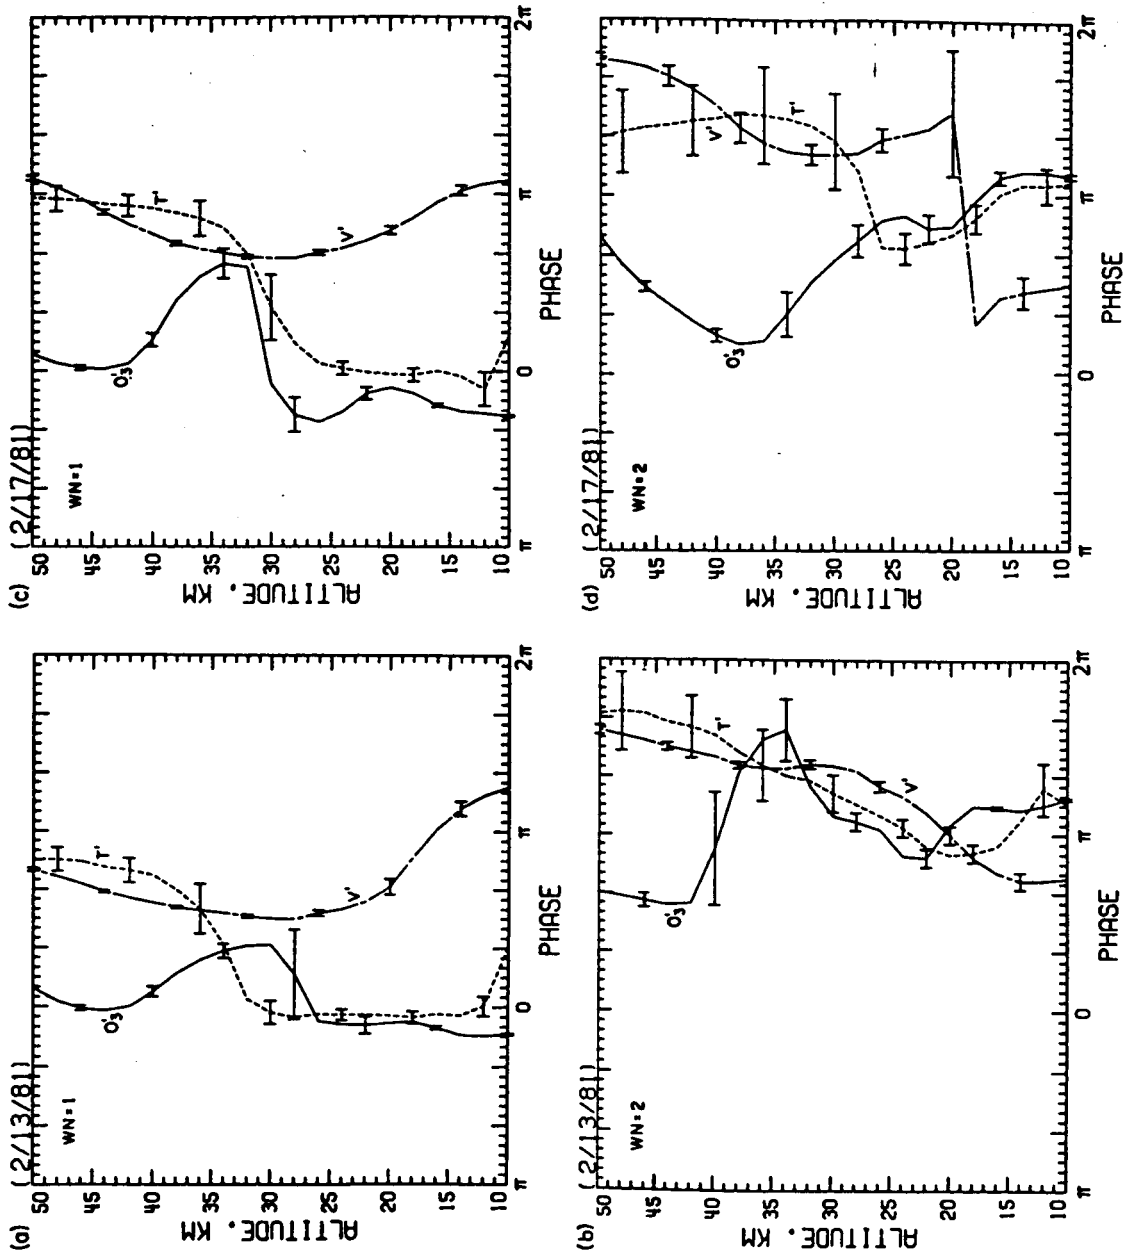 (a)
(2/13/81)
WN=1
50
45
40
35
30
25
20
15
10
ALTITUDE. KM
π
0
π
2π
PHASE
O'₃
T'
V'
(b)
(2/13/81)
WN=2
50
45
40
35
30
25
20
15
10
ALTITUDE. KM
π
0
π
2π
PHASE
O'₃
T'
V'
(c)
(2/17/81)
WN=1
50
45
40
35
30
25
20
15
10
ALTITUDE. KM
π
0
π
2π
PHASE
O'₃
T'
V'
(d)
(2/17/81)
WN=2
50
45
40
35
30
25
20
15
10
ALTITUDE. KM
π
0
π
2π
PHASE
O'₃
V'
T'